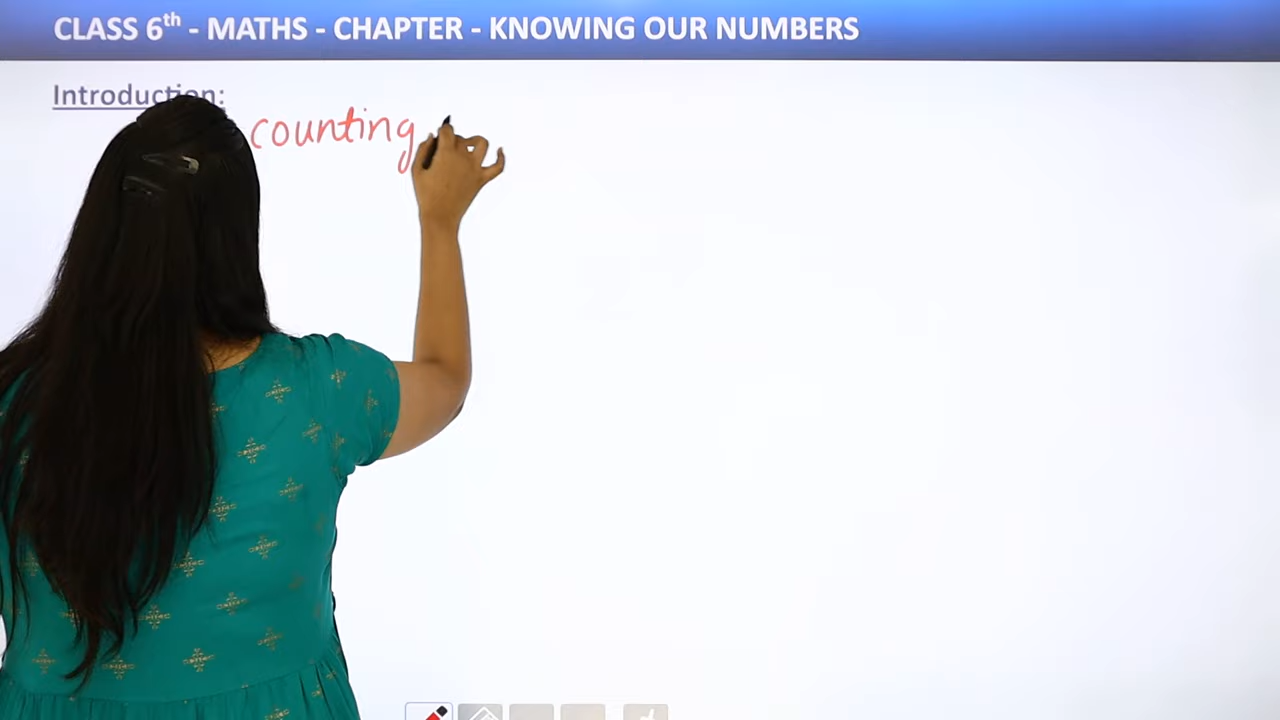 CLASS 6th - MATHS - CHAPTER - KNOWING OUR NUMBERS
Introduction:
counting